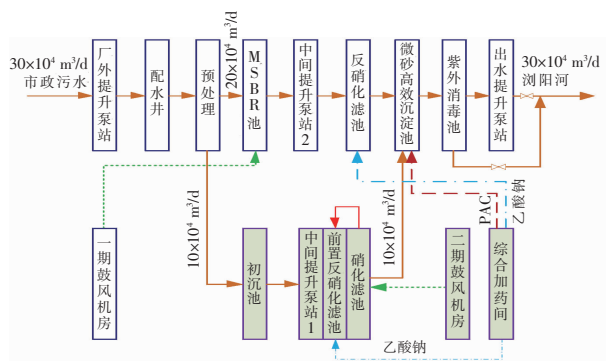 30×10⁴ m³/d
市政污水
厂外提升泵站
配水井
预处理
20×10⁴ m³/d
MSBR池
中间提升泵站2
反硝化滤池
微砂高效沉淀池
紫外消毒池
出水提升泵站
30×10⁴ m³/d
浏阳河
10×10⁴ m³/d
10×10⁴ m³/d
PAC
乙酸钠
一期鼓风机房
初沉池
中间提升泵站1
前置反硝化滤池
硝化滤池
二期鼓风机房
综合加药间
乙酸钠